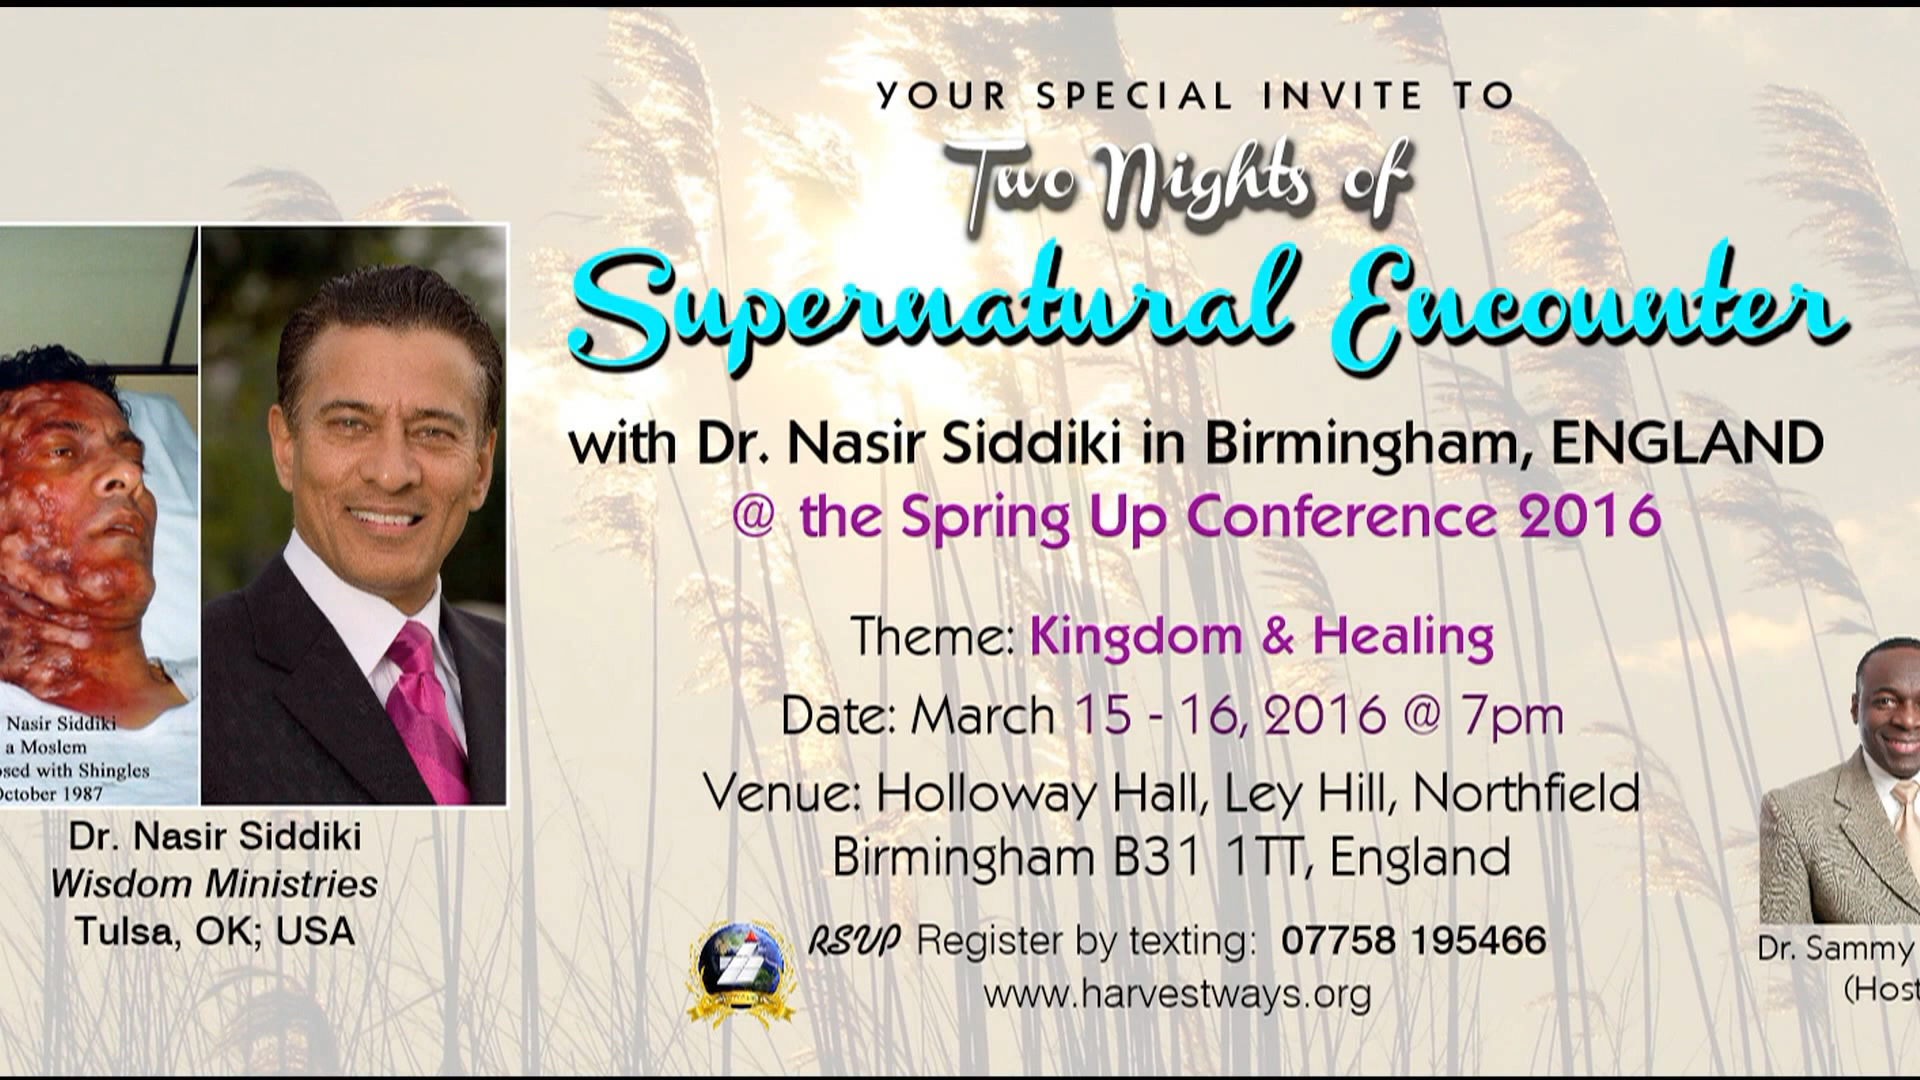 YOUR SPECIAL INVITE TO
Two Nights of
Supernatural Encounter
with Dr. Nasir Siddiki in Birmingham, ENGLAND
@ the Spring Up Conference 2016
Theme: Kingdom & Healing
Date: March 15 - 16, 2016 @ 7pm
Venue: Holloway Hall, Ley Hill, Northfield
Birmingham B31 1TT, England
RSVP Register by texting: 07758 195466
www.harvestways.org
Nasir Siddiki
a Moslem
with Shingles
October 1987
Dr. Nasir Siddiki
Wisdom Ministries
Tulsa, OK; USA
Dr. Sammy
(Host